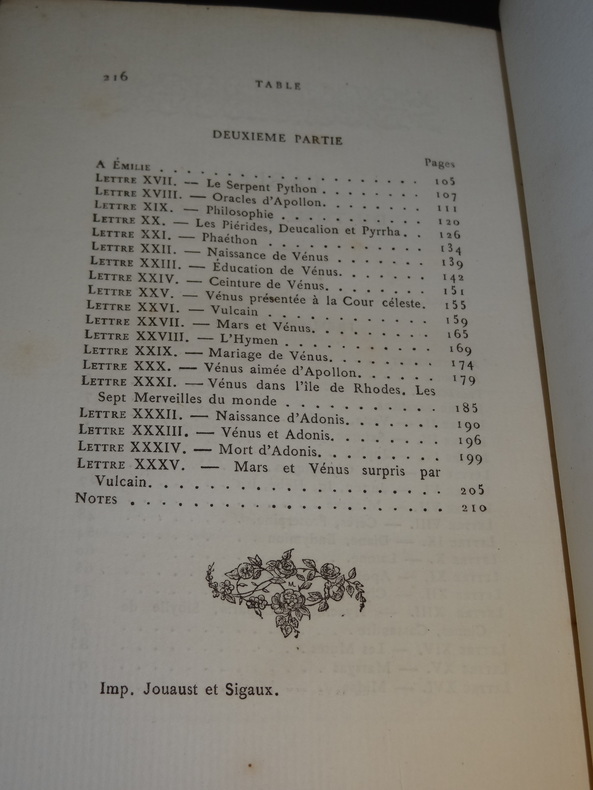 216
TABLE
DEUXIEME PARTIE
Pages
A ÉMILIE . . . . . . . . . . . . . . . . . 105
LETTRE XVII. — Le Serpent Python . . . . . . . 107
LETTRE XVIII. — Oracles d'Apollon. . . . . . . 111
LETTRE XIX. — Philosophie . . . . . . . . . . 120
LETTRE XX. — Les Piérides, Deucalion et Pyrrha. . 126
LETTRE XXI. — Phaéthon . . . . . . . . . . . 134
LETTRE XXII. — Naissance de Vénus . . . . . . . 139
LETTRE XXIII. — Éducation de Vénus. . . . . . . 142
LETTRE XXIV. — Ceinture de Vénus. . . . . . . . 151
LETTRE XXV. — Vénus présentée à la Cour céleste. 155
LETTRE XXVI. — Vulcain . . . . . . . . . . . . 159
LETTRE XXVII. — Mars et Vénus. . . . . . . . . 165
LETTRE XXVIII. — L'Hymen . . . . . . . . . . . 169
LETTRE XXIX. — Mariage de Vénus. . . . . . . . 174
LETTRE XXX. — Vénus aimée d'Apollon. . . . . . 179
LETTRE XXXI. — Vénus dans l'île de Rhodes. Les
Sept Merveilles du monde . . . . . . . . . . 185
LETTRE XXXII. — Naissance d'Adonis. . . . . . . 190
LETTRE XXXIII. — Vénus et Adonis. . . . . . . . 196
LETTRE XXXIV. — Mort d'Adonis. . . . . . . . . 199
LETTRE XXXV. — Mars et Vénus surpris par
Vulcain. . . . . . . . . . . . . . . . . . . 205
NOTES . . . . . . . . . . . . . . . . . . . 210
Imp. Jouaust et Sigaux.